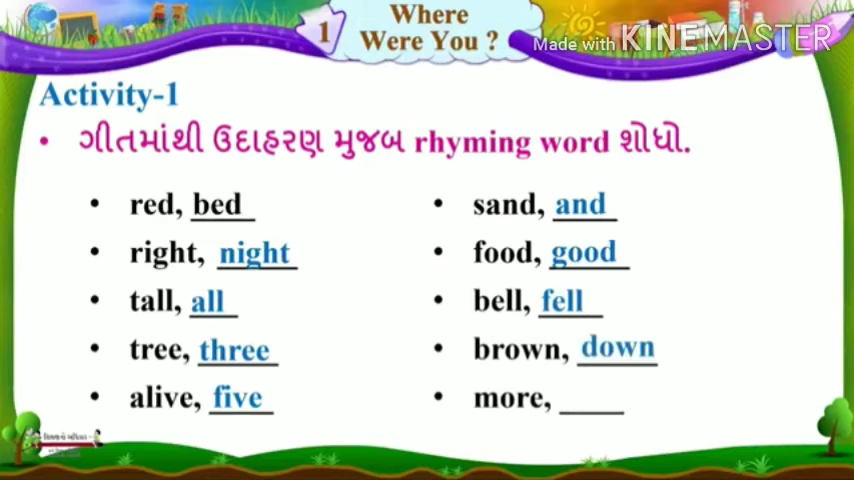 1
Where
Were You ?
Made with KINEMASTER
Activity-1
• ગીતમાંથી ઉદાહરણ મુજબ rhyming word શોધો.
• red, bed
• sand, and
• right, night
• food, good
• tall, all
• bell, fell
• tree, three
• brown, down
• alive, five
• more, ____